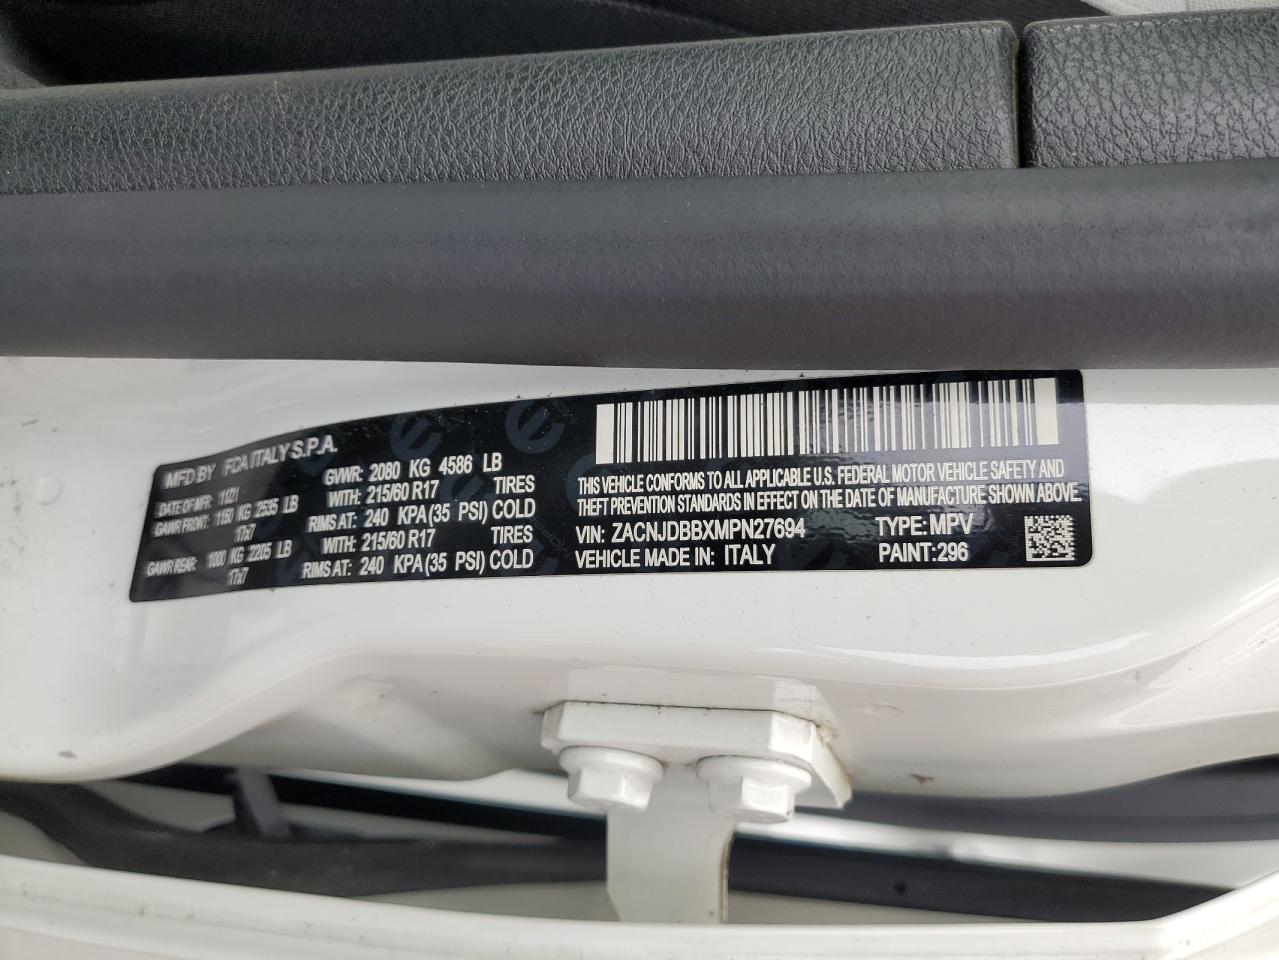 MFD BY FCA ITALY S.P.A.
DATE OF MFR: 11/21 GVWR: 2080 KG 4586 LB
GAWR FRONT: 1150 KG 2535 LB WITH: 215/60 R17 TIRES
17x7 RIMS AT: 240 KPA(35 PSI) COLD
GAWR REAR: 1000 KG 2205 LB WITH: 215/60 R17 TIRES
17x7 RIMS AT: 240 KPA(35 PSI) COLD
THIS VEHICLE CONFORMS TO ALL APPLICABLE U.S. FEDERAL MOTOR VEHICLE SAFETY AND
THEFT PREVENTION STANDARDS IN EFFECT ON THE DATE OF MANUFACTURE SHOWN ABOVE.
VIN: ZACNJDBBXMPN27694 TYPE: MPV
VEHICLE MADE IN: ITALY PAINT:296